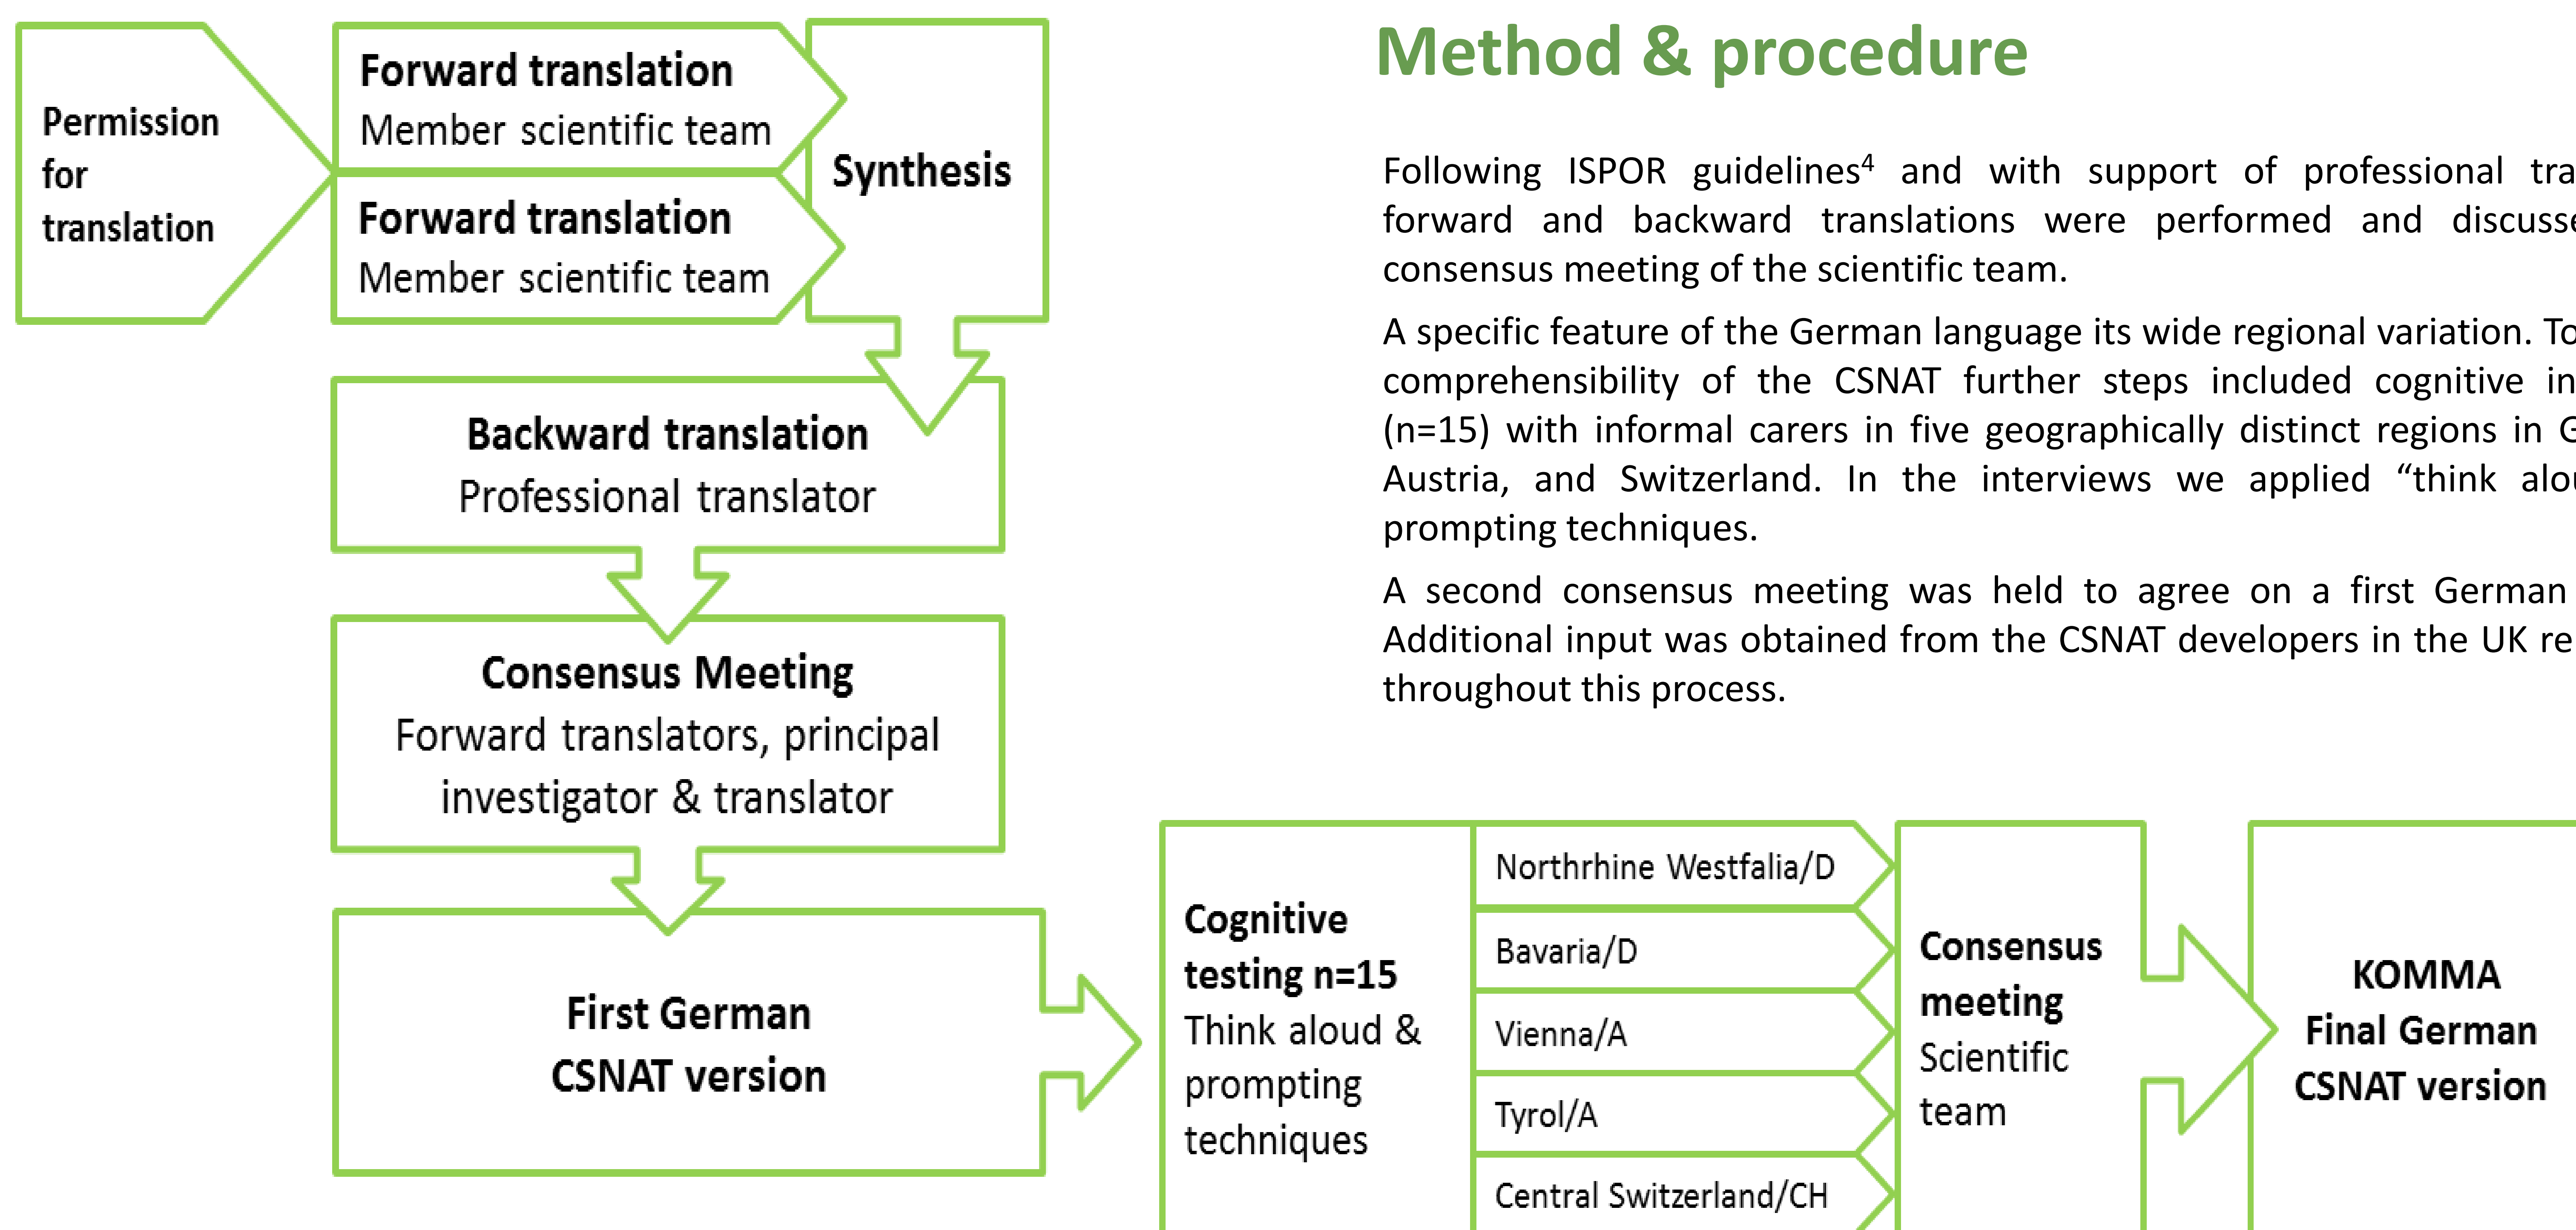 Permission
for
translation
Forward translation
Member scientific team
Forward translation
Member scientific team
Synthesis
Backward translation
Professional translator
Consensus Meeting
Forward translators, principal
investigator & translator
First German
CSNAT version
Method & procedure
Following ISPOR guidelines⁴ and with support of professional
forward and backward translations were performed and
consensus meeting of the scientific team.
A specific feature of the German language its wide regional variation. To
comprehensibility of the CSNAT further steps included cognitive
(n=15) with informal carers in five geographically distinct regions in
Austria, and Switzerland. In the interviews we applied “think
prompting techniques.
A second consensus meeting was held to agree on a first German
Additional input was obtained from the CSNAT developers in the UK
throughout this process.
Cognitive
testing n=15
Think aloud &
prompting
techniques
Northrhine Westfalia/D
Bavaria/D
Vienna/A
Tyrol/A
Central Switzerland/CH
Consensus
meeting
Scientific
team
KOMMA
Final German
CSNAT version